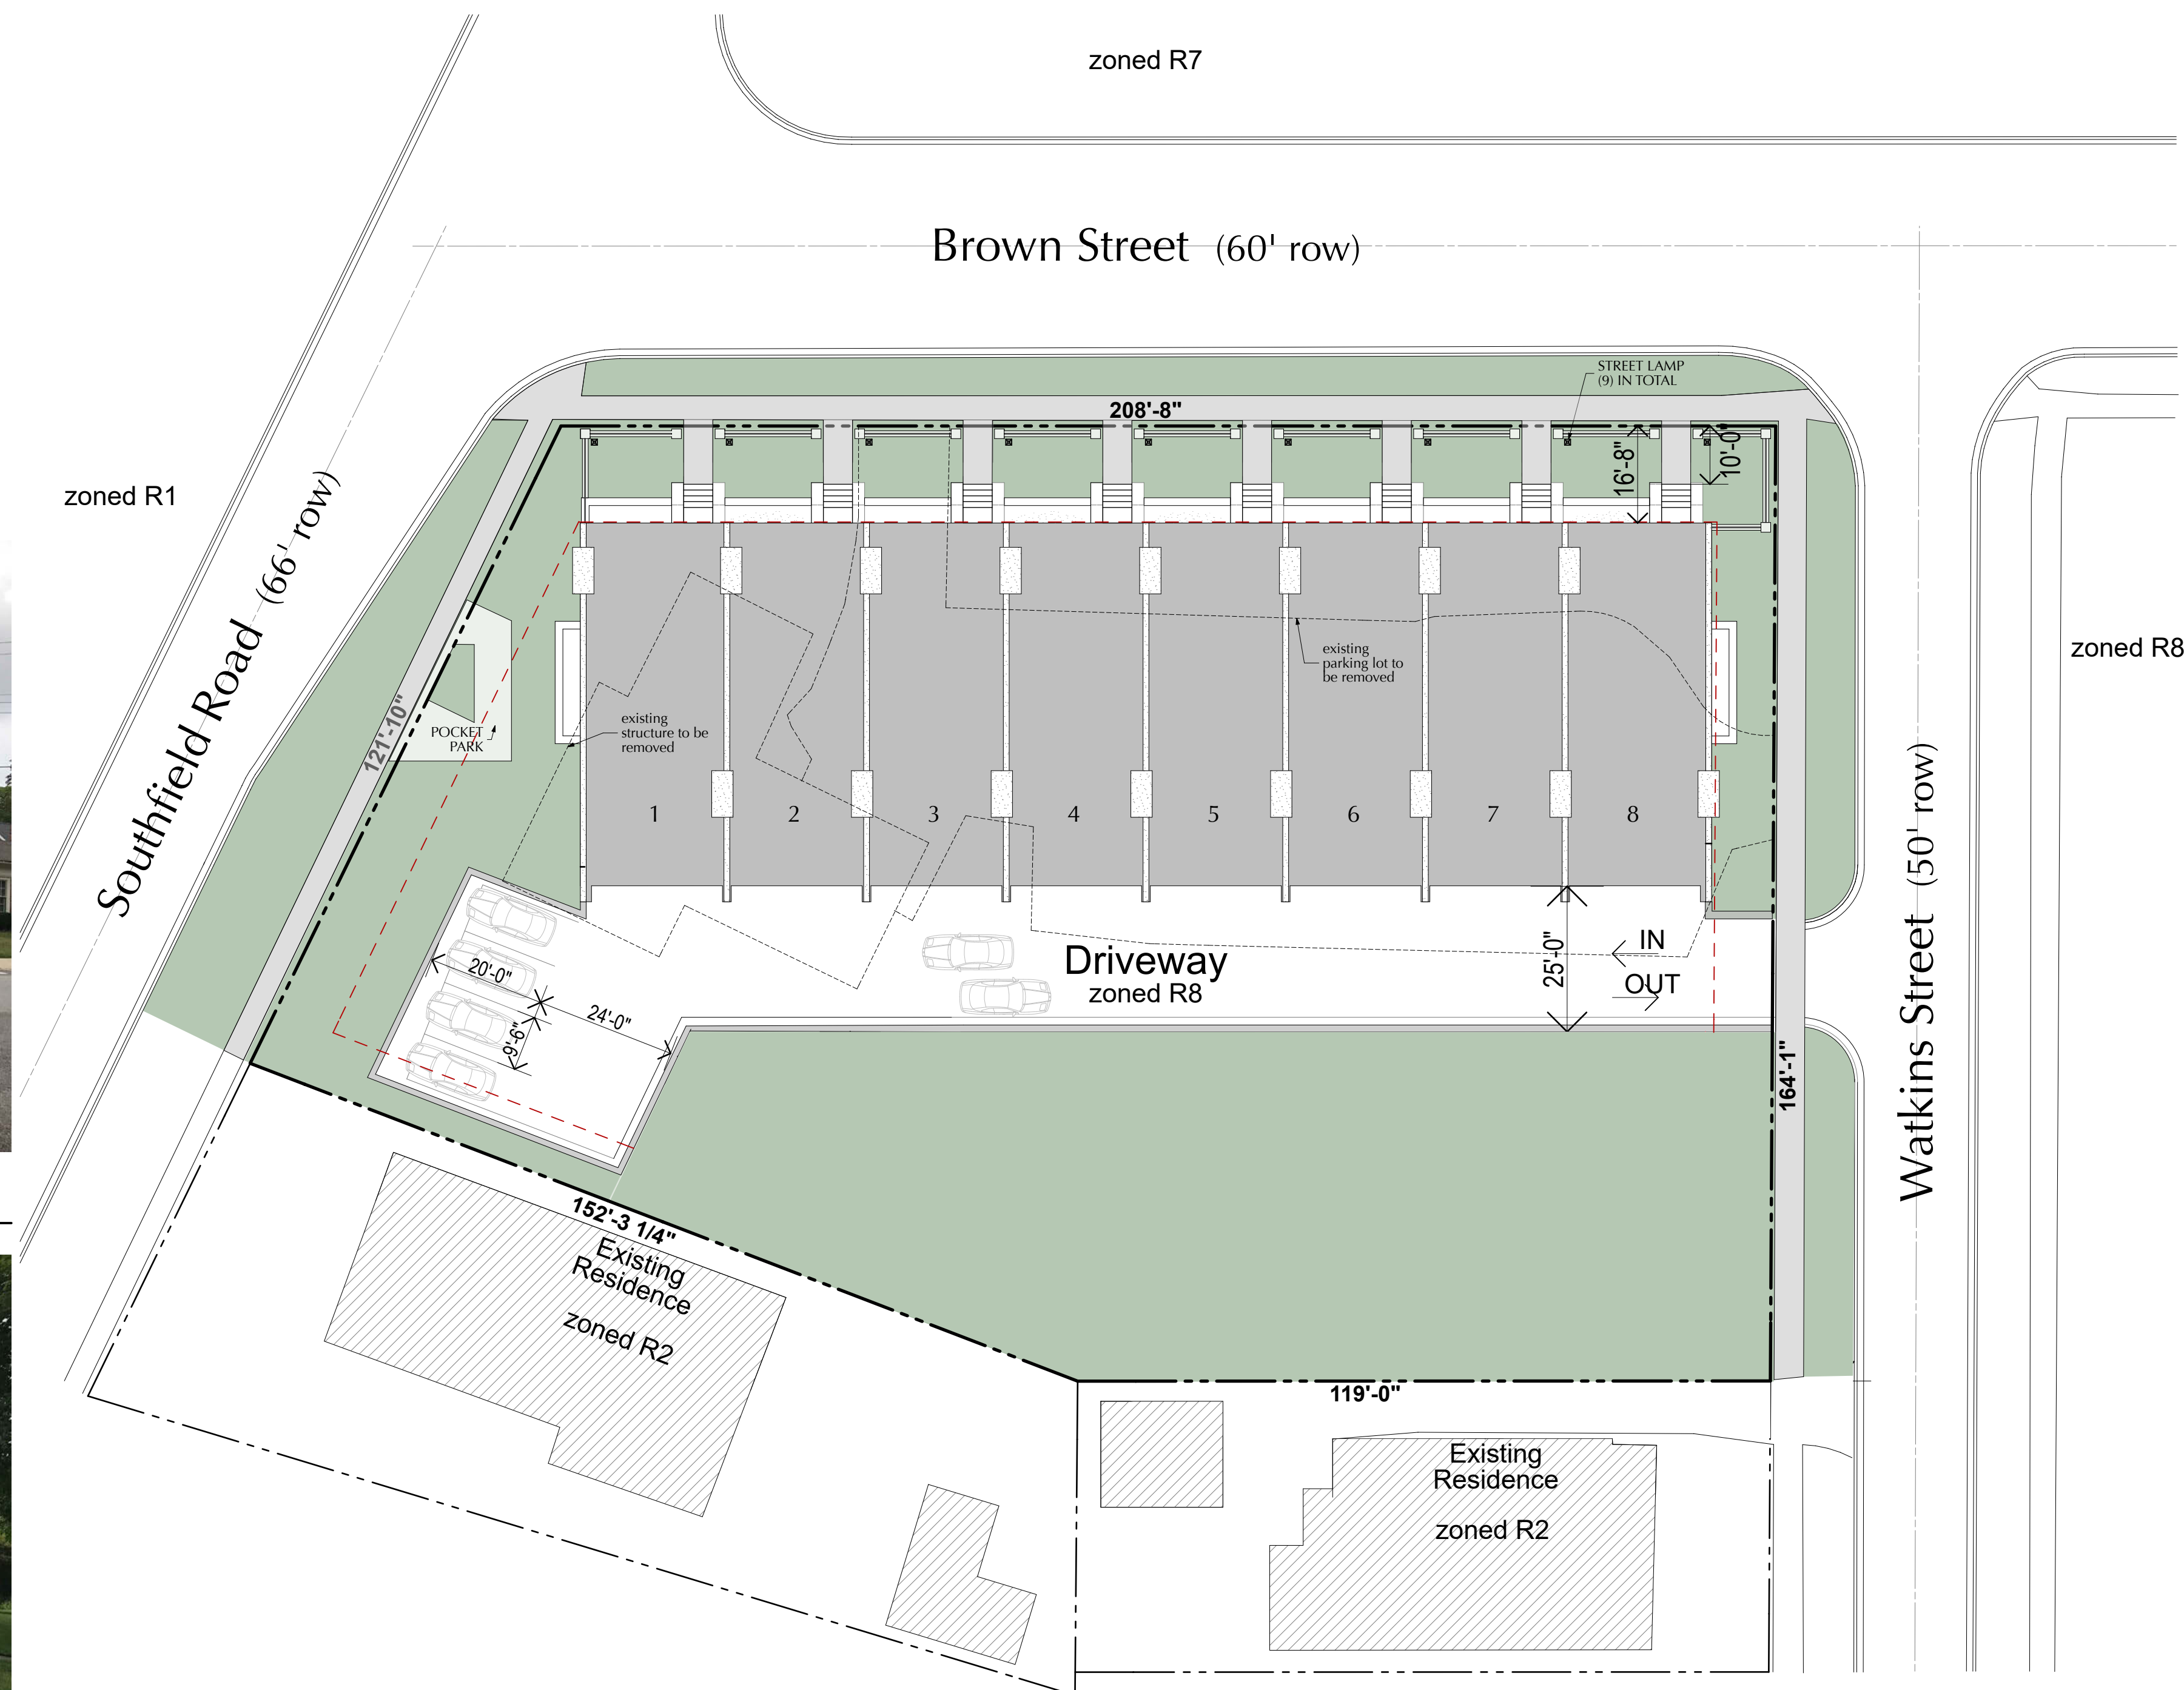 zoned R7
Brown Street (60' row)
STREET LAMP
(9) IN TOTAL
208'-8"
16'-8"
10'-0"
zoned R1
Southfield Road (66' row)
zoned R8
existing
parking lot to
be removed
existing
structure to be
removed
POCKET
PARK
121'-10"
1
2
3
4
5
6
7
8
Driveway
zoned R8
25'-0"
IN
OUT
20'-0"
24'-0"
9'-6"
Watkins Street (50' row)
164'-1"
152'-3 1/4"
Existing
Residence
zoned R2
119'-0"
Existing
Residence
zoned R2